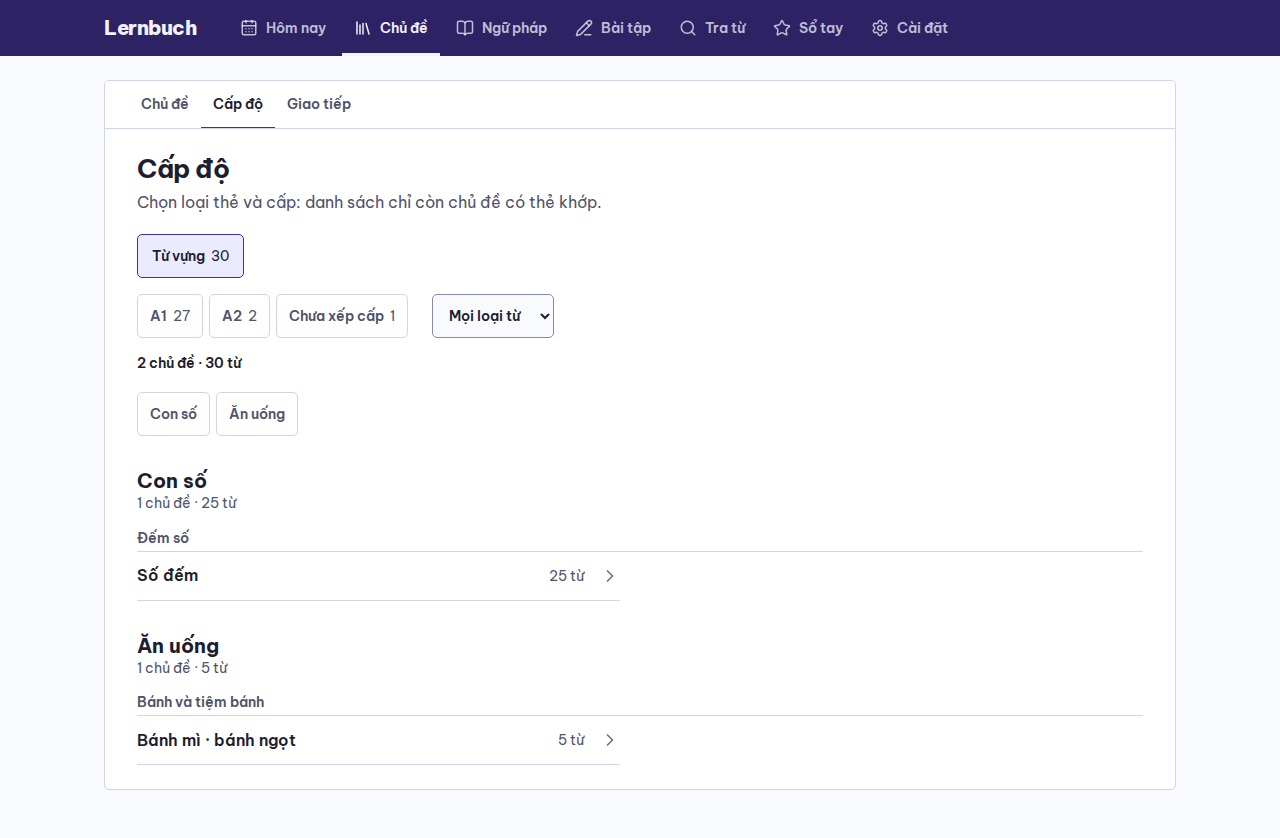 Lernbuch Hôm nay Chủ đề Ngữ pháp Bài tập Tra từ Sổ tay Cài đặt
Chủ đề Cấp độ Giao tiếp
Cấp độ
Chọn loại thẻ và cấp: danh sách chỉ còn chủ đề có thẻ khớp.
Từ vựng 30
A1 27 A2 2 Chưa xếp cấp 1 Mọi loại từ
2 chủ đề · 30 từ
Con số Ăn uống
Con số
1 chủ đề · 25 từ
Đếm số
Số đếm 25 từ
Ăn uống
1 chủ đề · 5 từ
Bánh và tiệm bánh
Bánh mì · bánh ngọt 5 từ